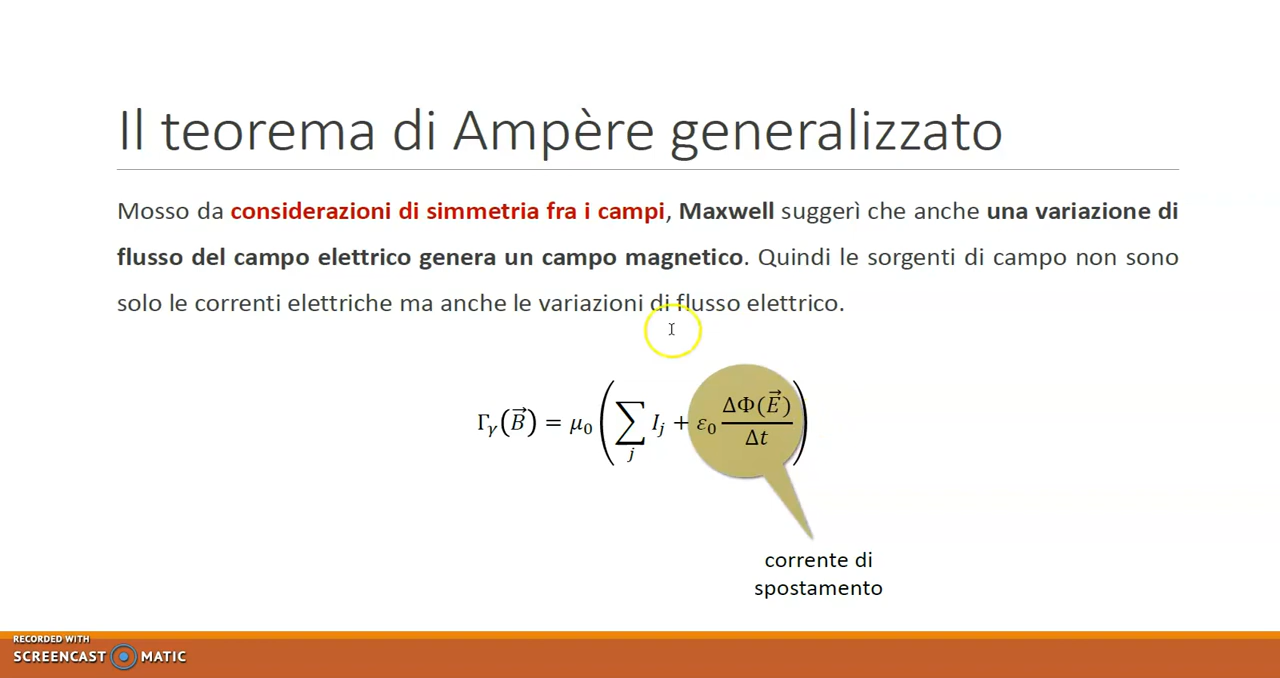 Il teorema di Ampère generalizzato
Mosso da considerazioni di simmetria fra i campi, Maxwell suggerì che anche una variazione di
flusso del campo elettrico genera un campo magnetico. Quindi le sorgenti di campo non sono
solo le correnti elettriche ma anche le variazioni di flusso elettrico.
Γ_γ(B⃗) = μ₀ (∑_j I_j + ε₀ ΔΦ(E⃗)/Δt)
corrente di
spostamento
RECORDED WITH
SCREENCAST MATIC